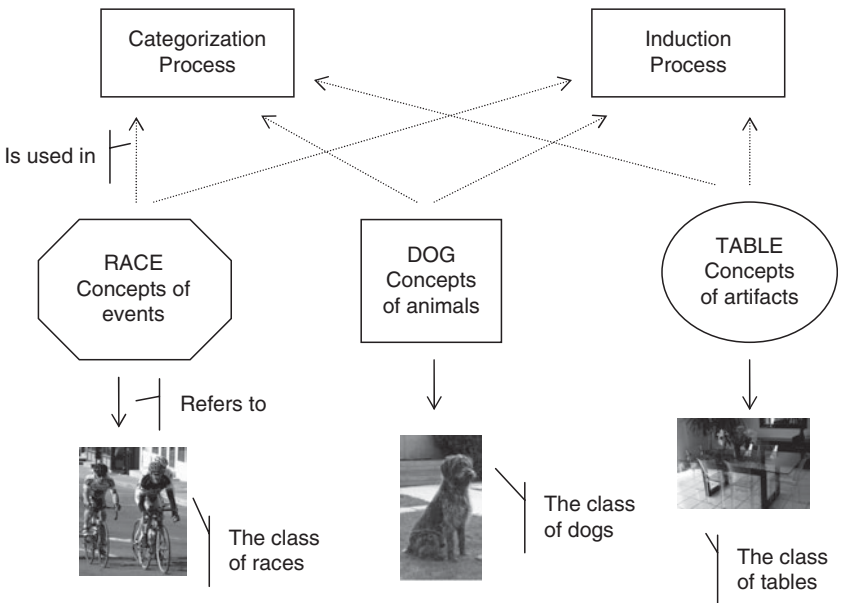 Categorization
Process
Induction
Process
Is used in
RACE
Concepts of
events
DOG
Concepts
of animals
TABLE
Concepts
of artifacts
Refers to
The class
of races
The class
of dogs
The class
of tables